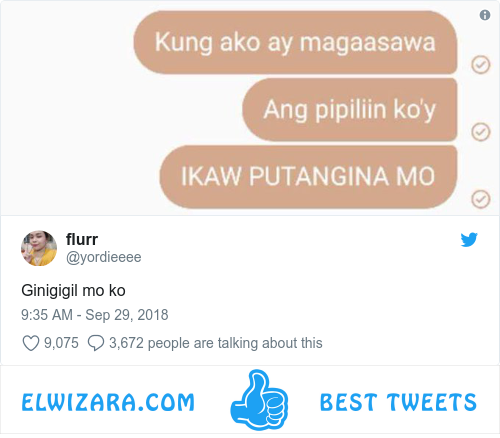 Kung ako ay magaasawa
Ang pipiliin ko'y
IKAW PUTANGINA MO
flurr
@yordieeee
Ginigigil mo ko
9:35 AM - Sep 29, 2018
9,075 3,672 people are talking about this
ELWIZARA.COM BEST TWEETS